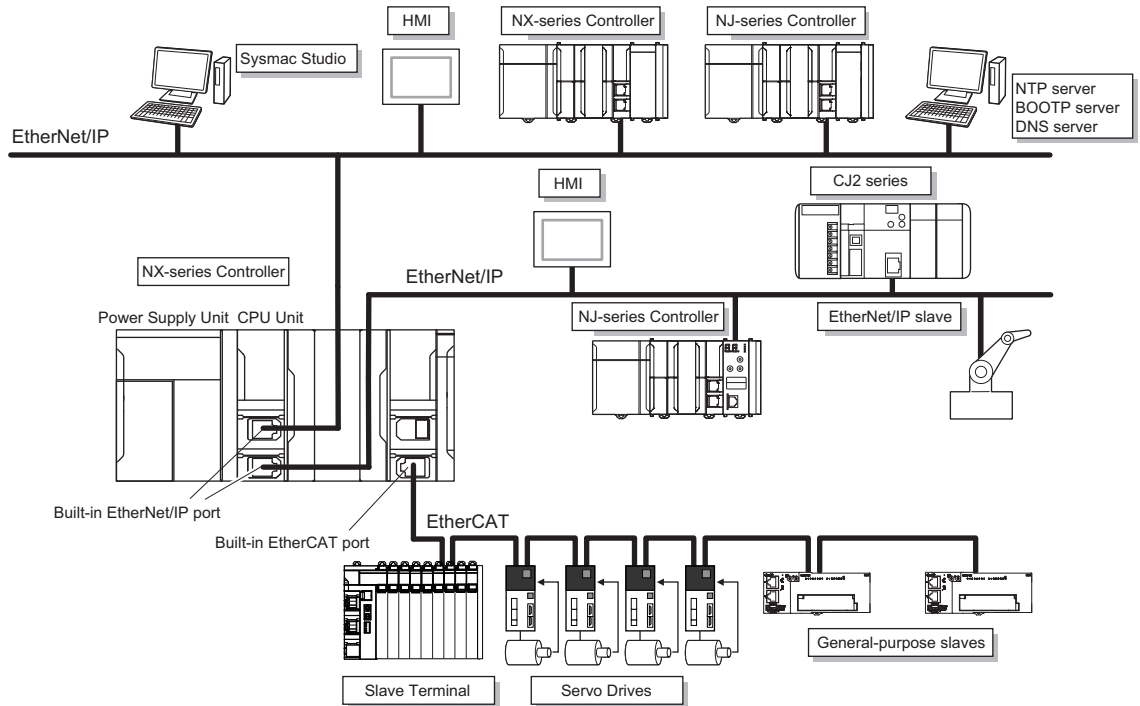 HMI
NX-series Controller
NJ-series Controller
Sysmac Studio
NTP server
BOOTP server
DNS server
EtherNet/IP
HMI
CJ2 series
NX-series Controller
EtherNet/IP
Power Supply Unit CPU Unit
NJ-series Controller
EtherNet/IP slave
Built-in EtherNet/IP port
Built-in EtherCAT port
EtherCAT
General-purpose slaves
Slave Terminal
Servo Drives